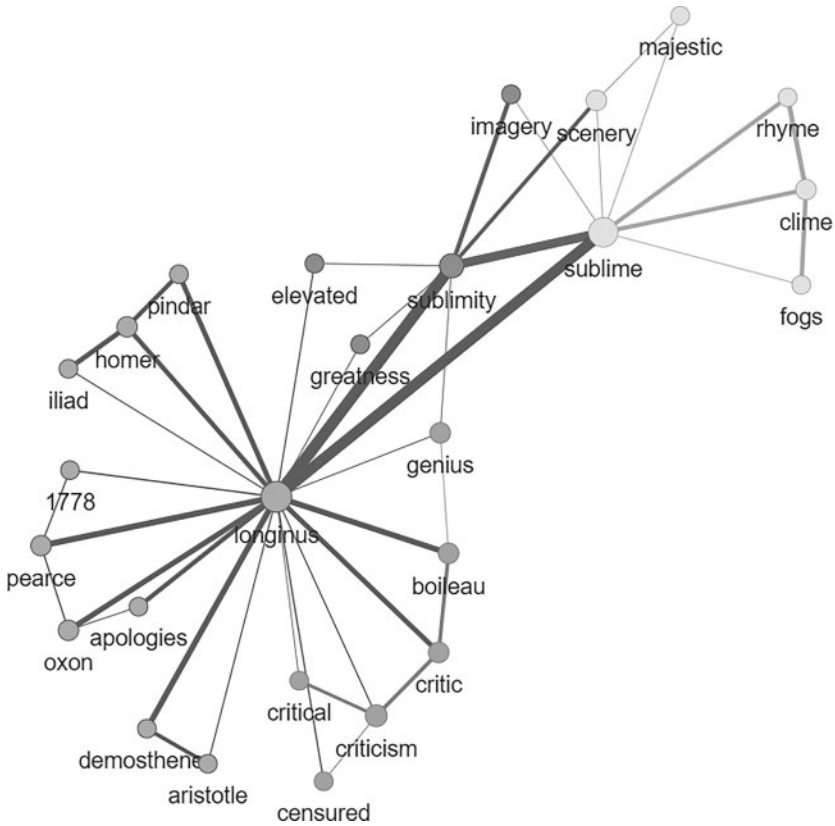 majestic
imagery
scenery
rhyme
clime
sublime
elevated
sublimity
pindar
fogs
homer
greatness
iliad
genius
1778
longinus
pearce
boileau
apologies
oxon
critic
critical
criticism
demosthene
aristotle
censured